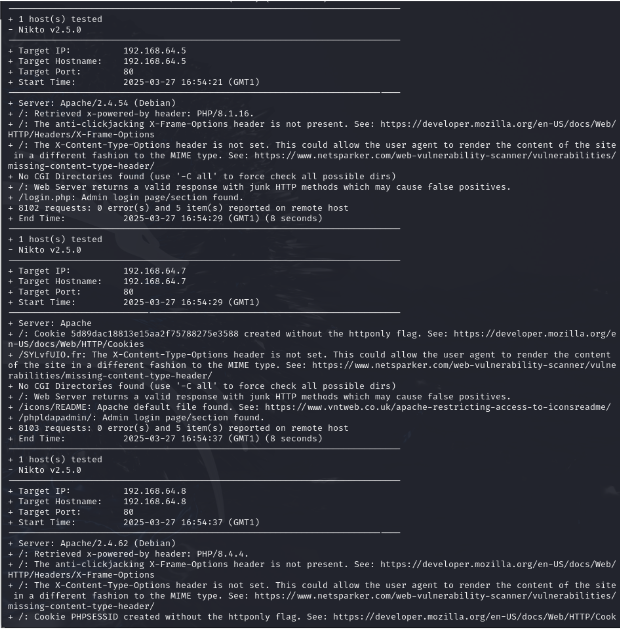 + 1 host(s) tested
- Nikto v2.5.0
+ Target IP: 192.168.64.5
+ Target Hostname: 192.168.64.5
+ Target Port: 80
+ Start Time: 2025-03-27 16:54:21 (GMT1)
+ Server: Apache/2.4.54 (Debian)
+ /: Retrieved x-powered-by header: PHP/8.1.16.
+ /: The anti-clickjacking X-Frame-Options header is not present. See: https://developer.mozilla.org/en-US/docs/Web/
HTTP/Headers/X-Frame-Options
+ /: The X-Content-Type-Options header is not set. This could allow the user agent to render the content of the site
in a different fashion to the MIME type. See: https://www.netsparker.com/web-vulnerability-scanner/vulnerabilities/
missing-content-type-header/
+ No CGI Directories found (use '-C all' to force check all possible dirs)
+ /: Web Server returns a valid response with junk HTTP methods which may cause false positives.
+ /login.php: Admin login page/section found.
+ 8102 requests: 0 error(s) and 5 item(s) reported on remote host
+ End Time: 2025-03-27 16:54:29 (GMT1) (8 seconds)
+ 1 host(s) tested
- Nikto v2.5.0
+ Target IP: 192.168.64.7
+ Target Hostname: 192.168.64.7
+ Target Port: 80
+ Start Time: 2025-03-27 16:54:29 (GMT1)
+ Server: Apache
+ /: Cookie 5d89dac18813e15aa2f75788275e3588 created without the httponly flag. See: https://developer.mozilla.org/e
n-US/docs/Web/HTTP/Cookies
+ /SYLvfUIO.fr: The X-Content-Type-Options header is not set. This could allow the user agent to render the content
of the site in a different fashion to the MIME type. See: https://www.netsparker.com/web-vulnerability-scanner/vulne
rabilities/missing-content-type-header/
+ No CGI Directories found (use '-C all' to force check all possible dirs)
+ /: Web Server returns a valid response with junk HTTP methods which may cause false positives.
+ /icons/README: Apache default file found. See: https://www.vntweb.co.uk/apache-restricting-access-to-iconsreadme/
+ /phpldapadmin/: Admin login page/section found.
+ 8103 requests: 0 error(s) and 5 item(s) reported on remote host
+ End Time: 2025-03-27 16:54:37 (GMT1) (8 seconds)
+ 1 host(s) tested
- Nikto v2.5.0
+ Target IP: 192.168.64.8
+ Target Hostname: 192.168.64.8
+ Target Port: 80
+ Start Time: 2025-03-27 16:54:37 (GMT1)
+ Server: Apache/2.4.62 (Debian)
+ /: Retrieved x-powered-by header: PHP/8.4.4.
+ /: The anti-clickjacking X-Frame-Options header is not present. See: https://developer.mozilla.org/en-US/docs/Web/
HTTP/Headers/X-Frame-Options
+ /: The X-Content-Type-Options header is not set. This could allow the user agent to render the content of the site
in a different fashion to the MIME type. See: https://www.netsparker.com/web-vulnerability-scanner/vulnerabilities/
missing-content-type-header/
+ /: Cookie PHPSESSID created without the httponly flag. See: https://developer.mozilla.org/en-US/docs/Web/HTTP/Cook